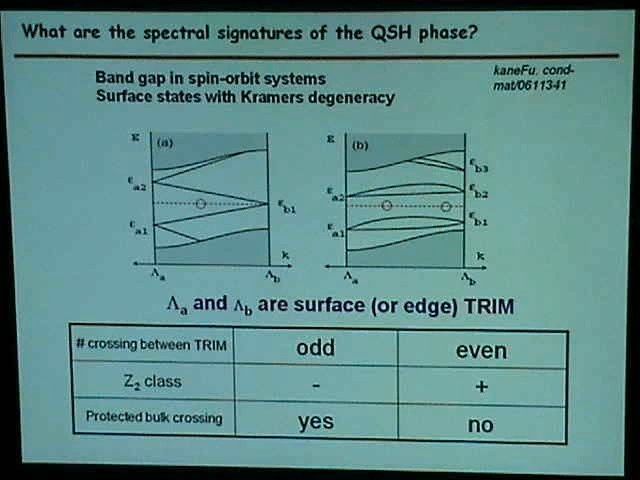 What are the spectral signatures of the QSH phase?
kaneFu, cond-
mat/0611341
Band gap in spin-orbit systems
Surface states with Kramers degeneracy
E (a)
εa2
εa1
εb1
k
Λa Λb
E (b)
εa2
εa1
εb3
εb2
εb1
k
Λa Λb
Λa and Λb are surface (or edge) TRIM
# crossing between TRIM odd even
Z2 class - +
Protected bulk crossing yes no